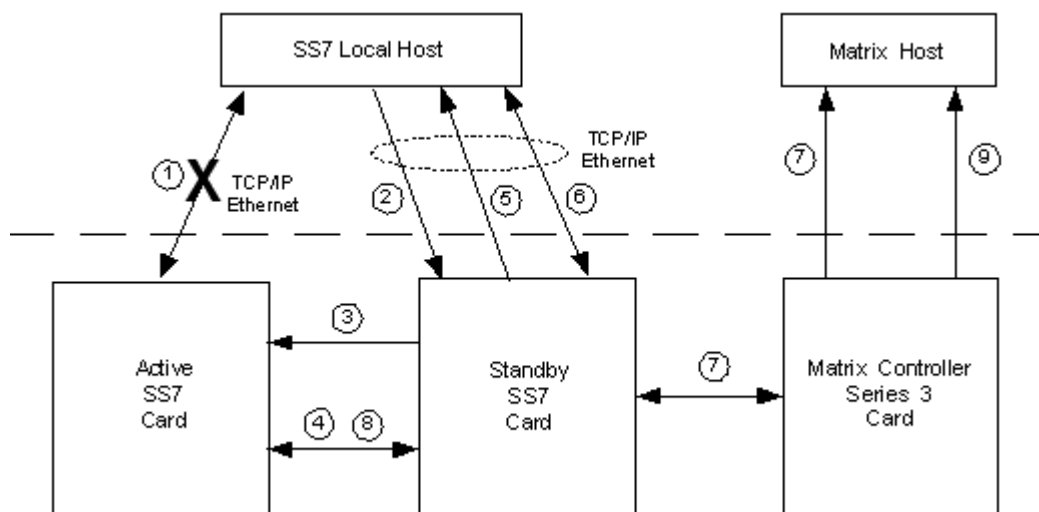 SS7 Local Host
Matrix Host
1
TCP/IP
Ethernet
2
5
6
TCP/IP
Ethernet
7
9
Active
SS7
Card
3
4 8
Standby
SS7
Card
7
Matrix Controller
Series 3
Card